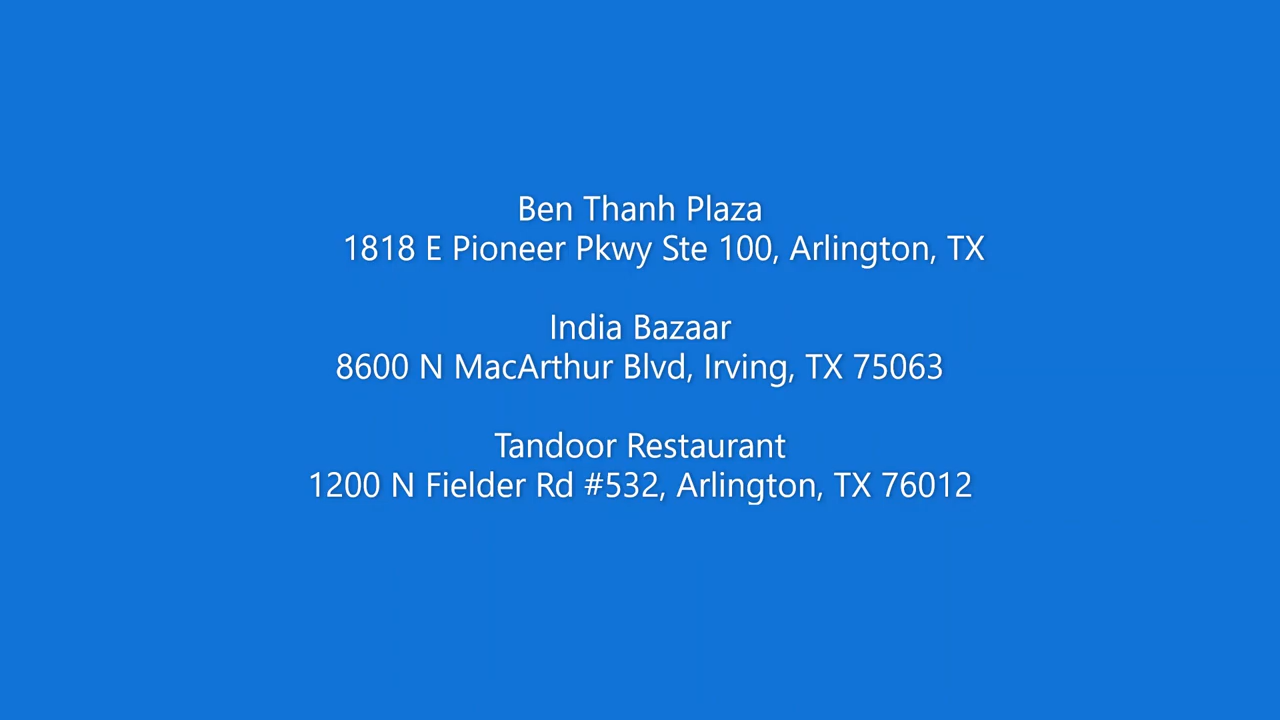 Ben Thanh Plaza
1818 E Pioneer Pkwy Ste 100, Arlington, TX
India Bazaar
8600 N MacArthur Blvd, Irving, TX 75063
Tandoor Restaurant
1200 N Fielder Rd #532, Arlington, TX 76012